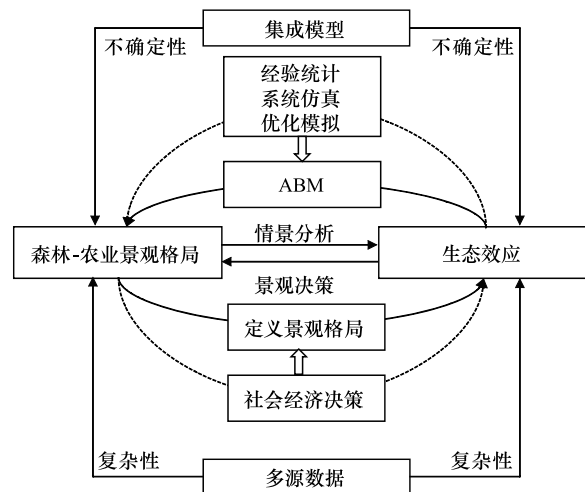 集成模型
不确定性
不确定性
经验统计
系统仿真
优化模拟
ABM
森林-农业景观格局
情景分析
生态效应
景观决策
定义景观格局
社会经济决策
复杂性
复杂性
多源数据